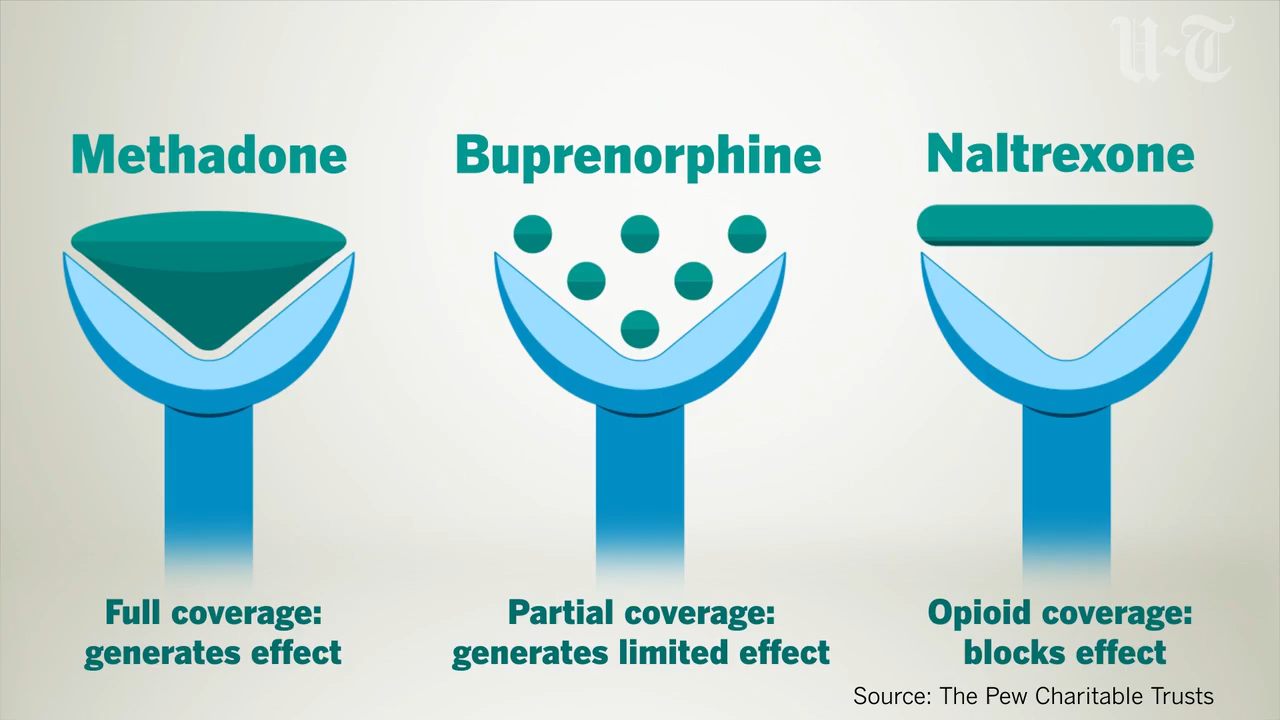 U-T
Methadone
Buprenorphine
Naltrexone
Full coverage:
generates effect
Partial coverage:
generates limited effect
Opioid coverage:
blocks effect
Source: The Pew Charitable Trusts